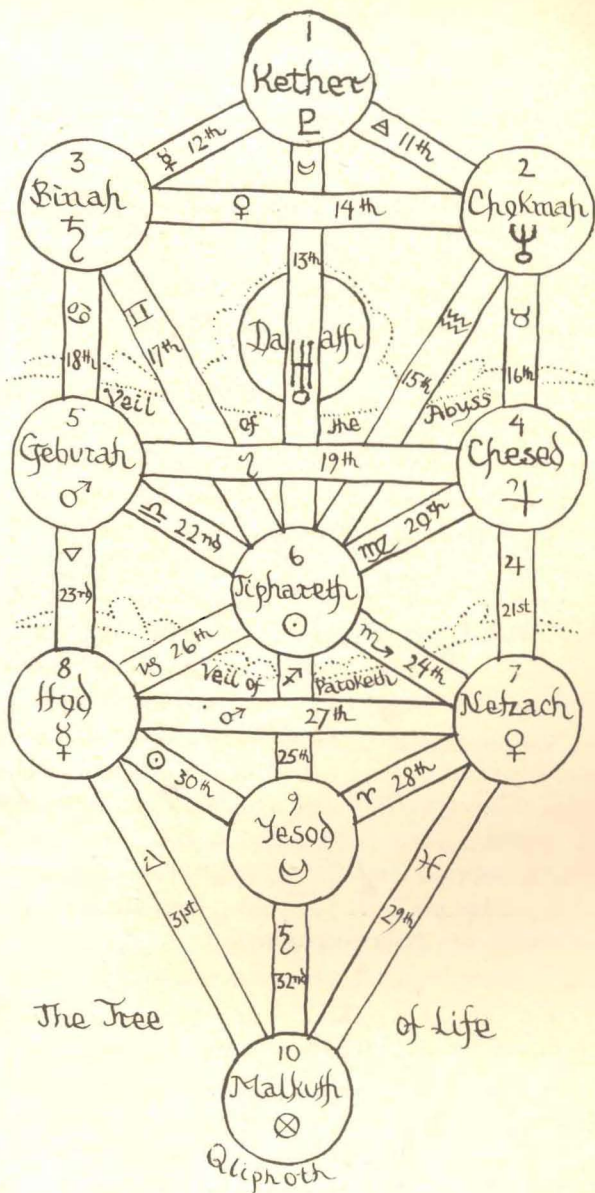 1
Kether
12th
11th
3
Binah
2
Chokmah
14th
13th
Daath
18th
17th
15th
16th
Veil of the Abyss
5
Geburah
4
Chesed
19th
22nd
20th
6
Tiphareth
23rd
21st
26th
24th
Veil of Paroketh
8
Hod
7
Netzach
27th
25th
30th
28th
9
Yesod
31st
29th
32nd
The Tree of Life
10
Malkuth
Qliphoth